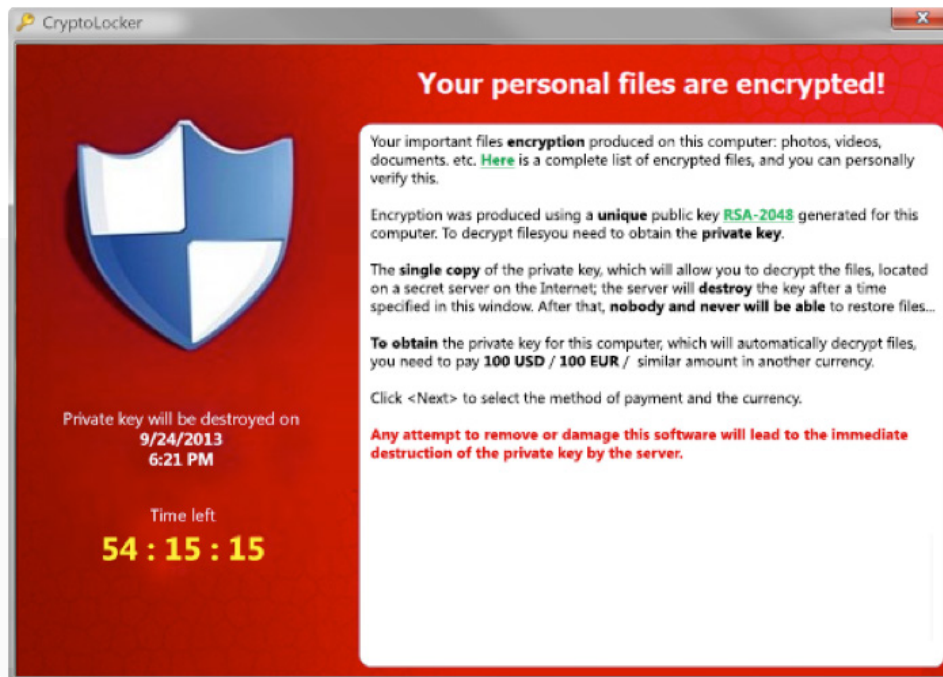 CryptoLocker
Your personal files are encrypted!
Your important files encryption produced on this computer: photos, videos,
documents. etc. Here is a complete list of encrypted files, and you can personally
verify this.
Encryption was produced using a unique public key RSA-2048 generated for this
computer. To decrypt filesyou need to obtain the private key.
The single copy of the private key, which will allow you to decrypt the files, located
on a secret server on the Internet; the server will destroy the key after a time
specified in this window. After that, nobody and never will be able to restore files...
To obtain the private key for this computer, which will automatically decrypt files,
you need to pay 100 USD / 100 EUR / similar amount in another currency.
Click <Next> to select the method of payment and the currency.
Any attempt to remove or damage this software will lead to the immediate
destruction of the private key by the server.
Private key will be destroyed on
9/24/2013
6:21 PM
Time left
54 : 15 : 15